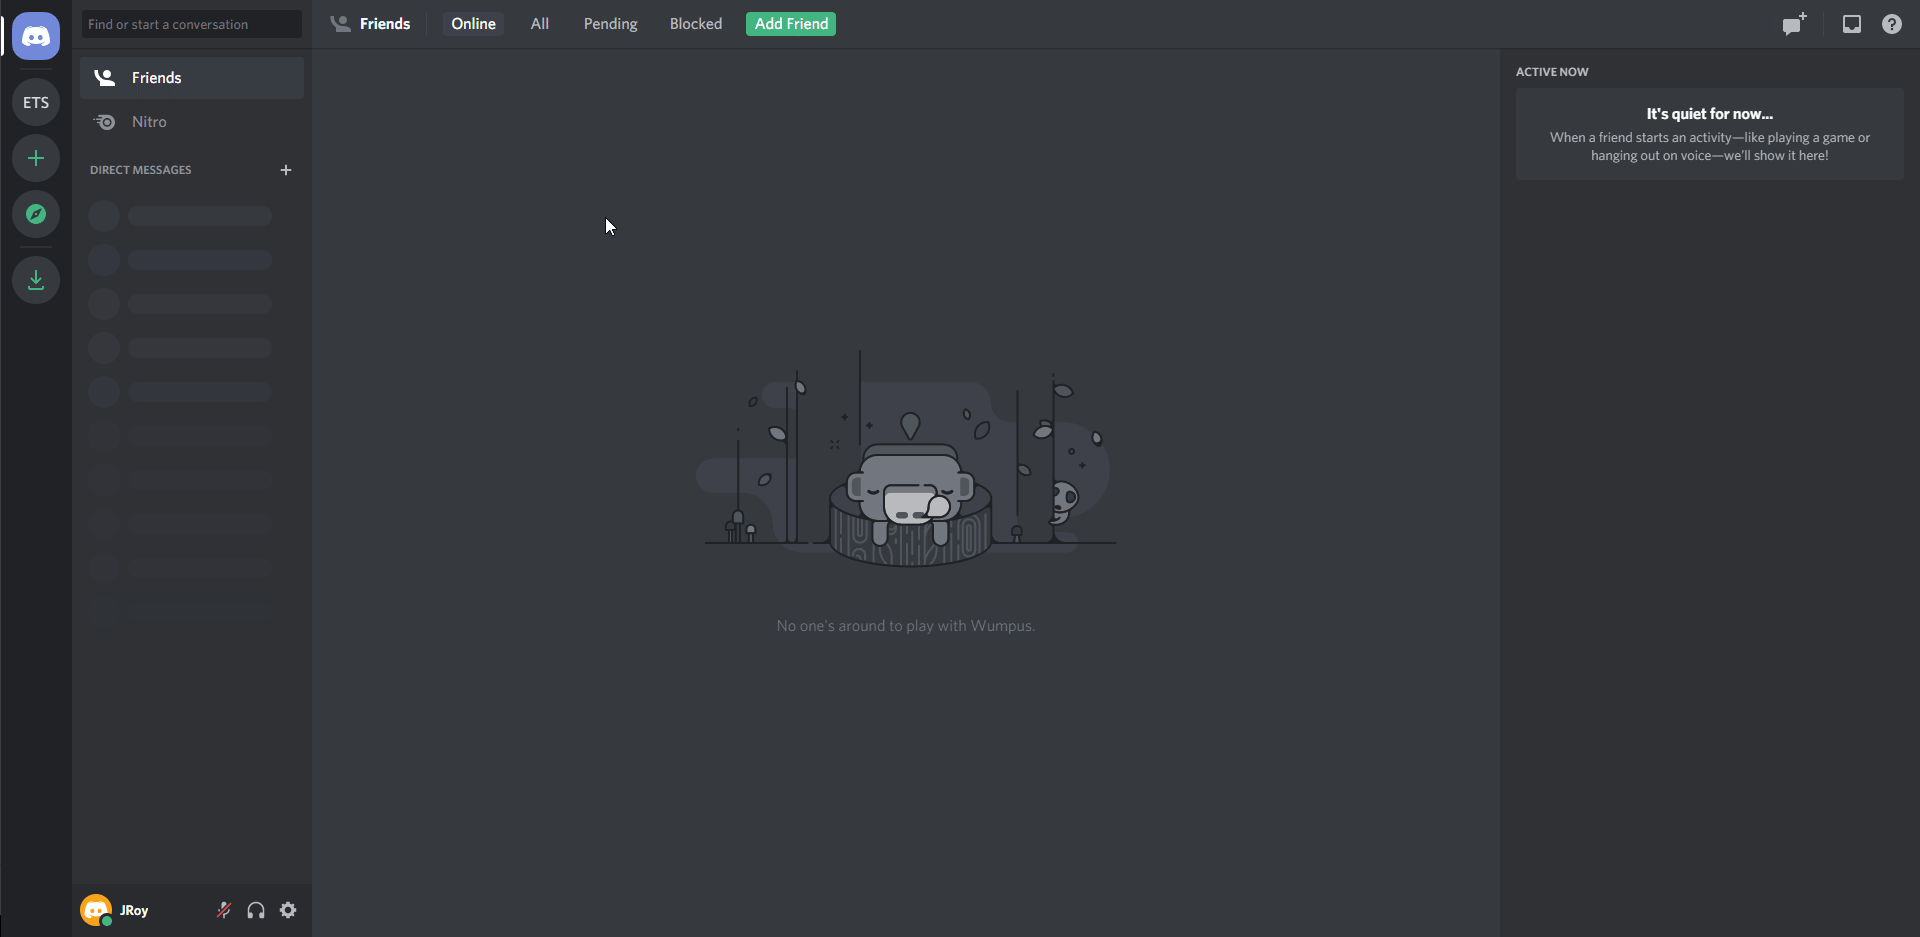 Find or start a conversation
Friends
Online
All
Pending
Blocked
Add Friend
ETS
Friends
Nitro
DIRECT MESSAGES
ACTIVE NOW
It's quiet for now...
When a friend starts an activity—like playing a game or
hanging out on voice—we'll show it here!
No one's around to play with Wumpus.
JRoy